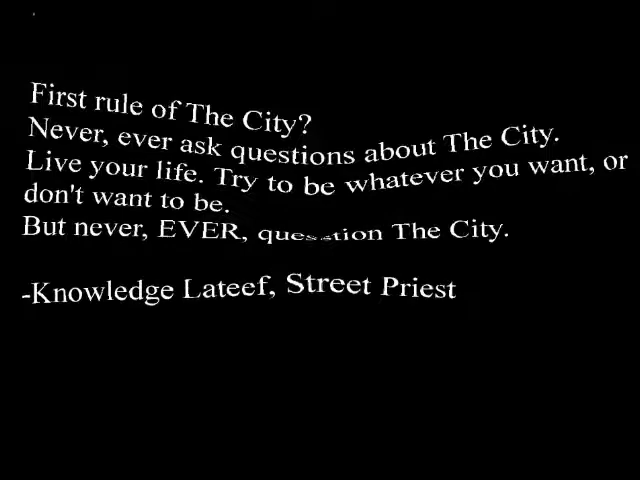 First rule of The City?
Never, ever ask questions about The City.
Live your life. Try to be whatever you want, or
don't want to be.
But never, EVER, question The City.

-Knowledge Lateef, Street Priest